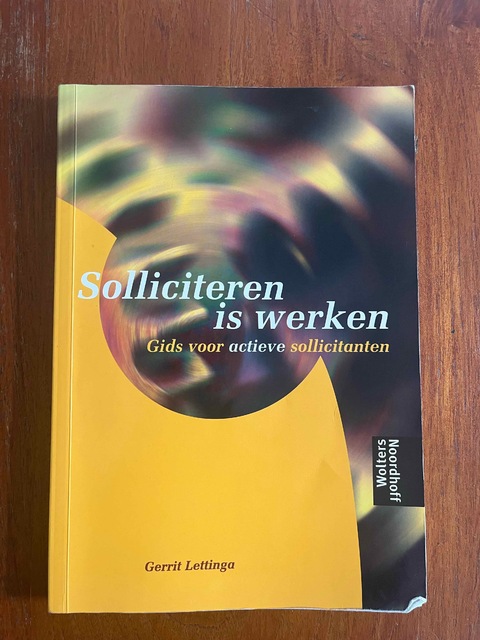 Solliciteren
is werken
Gids voor actieve sollicitanten
Wolters
Noordhoff
Gerrit Lettinga